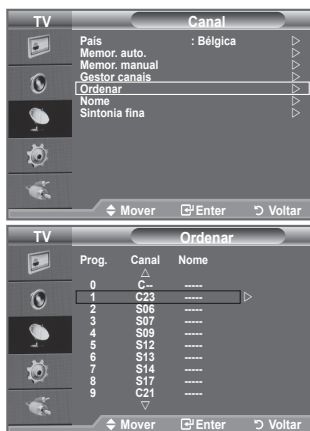 TV Canal
País : Bélgica
Memor. auto.
Memor. manual
Gestor canais
Ordenar
Nome
Sintonia fina
Mover Enter Voltar
TV Ordenar
Prog. Canal Nome
0 C-- -----
1 C23 -----
2 S06 -----
3 S07 -----
4 S09 -----
5 S12 -----
6 S13 -----
7 S14 -----
8 S17 -----
9 C21 -----
Mover Enter Voltar